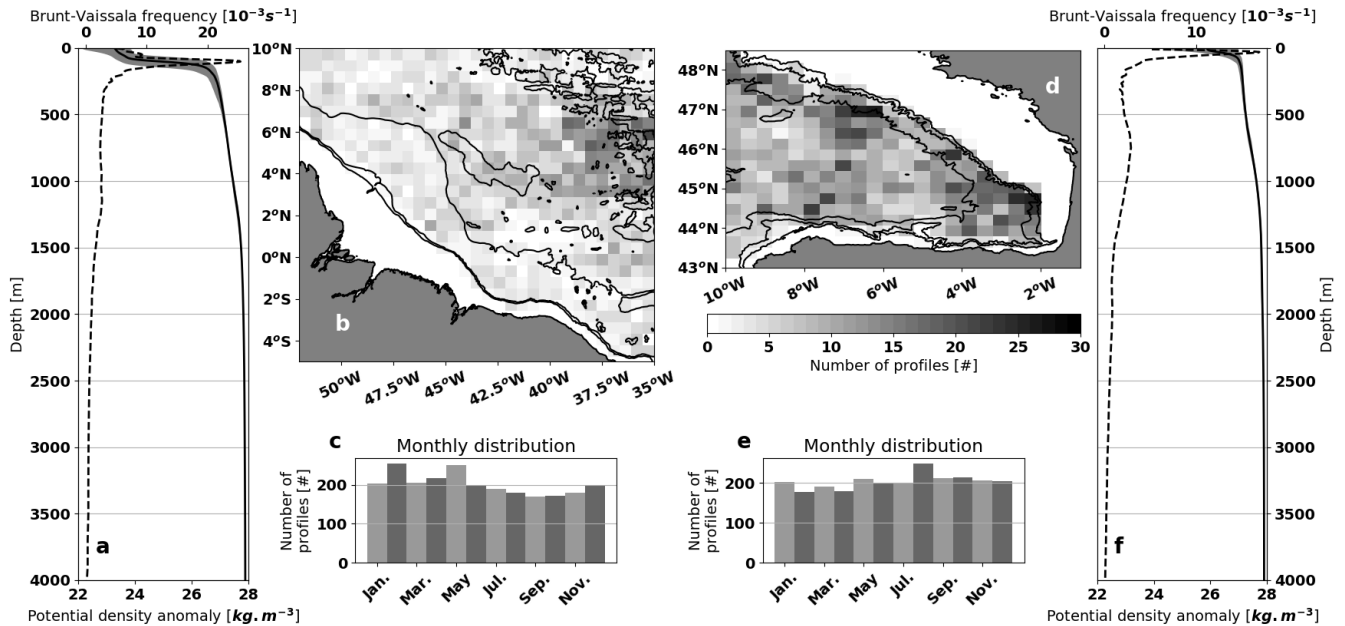 Brunt-Vaissala frequency [10⁻³s⁻¹]
0 10 20
0
500
1000
1500
2000
2500
3000
3500
4000
Depth [m]
a
22 24 26 28
Potential density anomaly [kg.m⁻³]
10°N
8°N
6°N
4°N
2°N
0°N
2°S
4°S
b
50°W 47.5°W 45°W 42.5°W 40°W 37.5°W 35°W
c
Monthly distribution
Number of
profiles [#]
200
100
0
Jan. Mar. May Jul. Sep. Nov.
48°N
47°N
46°N
45°N
44°N
43°N
d
10°W 8°W 6°W 4°W 2°W
0 5 10 15 20 25 30
Number of profiles [#]
e
Monthly distribution
Number of
profiles [#]
200
100
0
Jan. Mar. May Jul. Sep. Nov.
Brunt-Vaissala frequency [10⁻³s⁻¹]
0 10
0
500
1000
1500
2000
2500
3000
3500
4000
Depth [m]
f
22 24 26 28
Potential density anomaly [kg.m⁻³]